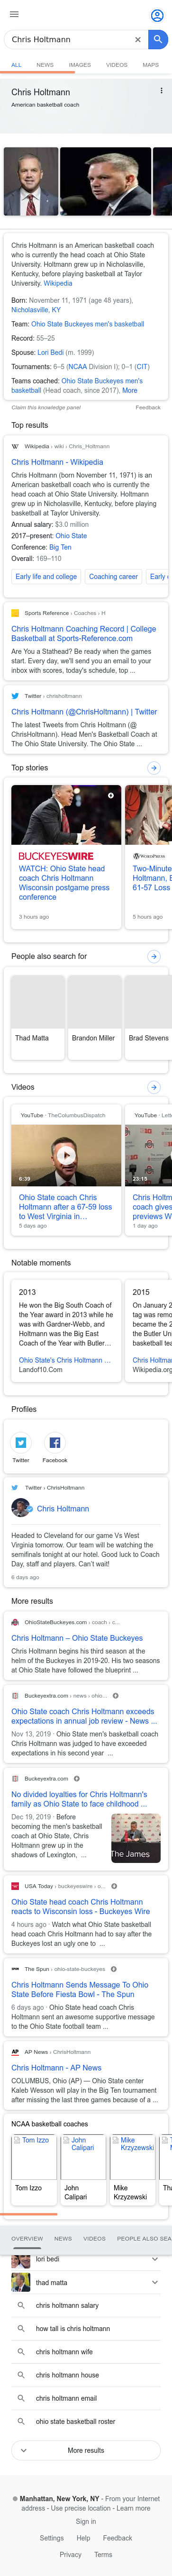 Chris Holtmann
ALL NEWS IMAGES VIDEOS MAPS
Chris Holtmann
American basketball coach
Chris Holtmann is an American basketball coach
who is currently the head coach at Ohio State
University. Holtmann grew up in Nicholasville,
Kentucky, before playing basketball at Taylor
University. Wikipedia
Born: November 11, 1971 (age 48 years),
Nicholasville, KY
Team: Ohio State Buckeyes men's basketball
Record: 55–25
Spouse: Lori Bedi (m. 1999)
Tournaments: 6–5 (NCAA Division I); 0–1 (CIT)
Teams coached: Ohio State Buckeyes men's
basketball (Head coach, since 2017), More
Claim this knowledge panel Feedback
Top results
Wikipedia › wiki › Chris_Holtmann
Chris Holtmann - Wikipedia
Chris Holtmann (born November 11, 1971) is an
American basketball coach who is currently the
head coach at Ohio State University. Holtmann
grew up in Nicholasville, Kentucky, before
playing basketball at Taylor University.
Annual salary: $3.0 million
2017–present: Ohio State
Conference: Big Ten
Overall: 169–110
Early life and college Coaching career Early
Sports Reference › Coaches › H
Chris Holtmann Coaching Record | College
Basketball at Sports-Reference.com
Are You a Stathead? Be ready when the games
start. Every day, we'll send you an email to your
inbox with scores, today's schedule, top ...
Twitter › chrisholtmann
Chris Holtmann (@ChrisHoltmann) | Twitter
The latest Tweets from Chris Holtmann (@
ChrisHoltmann). Head Men's Basketball Coach at
The Ohio State University. The Ohio State ...
Top stories
BUCKEYESWIRE
WATCH: Ohio State head
coach Chris Holtmann
Wisconsin postgame press
conference
3 hours ago
Two-Minute
Holtmann,
61-57 Loss
5 hours ago
People also search for
Thad Matta Brandon Miller Brad Stevens
Videos
YouTube · TheColumbusDispatch
6:39
Ohio State coach Chris
Holtmann after a 67-59 loss
to West Virginia in...
5 days ago
YouTube ·
23:15
Chris Holtm
coach gives
previews W
1 day ago
Notable moments
2013
He won the Big South Coach of
the Year award in 2013 while he
was with Gardner-Webb, and
Holtmann was the Big East
Coach of the Year with Butler…
Ohio State's Chris Holtmann ...
Landof10.Com
2015
On January 2
tag was remo
became the 2
the Butler Uni
basketball tea
Chris Holtma
Wikipedia.org
Profiles
Twitter Facebook
Twitter › ChrisHoltmann
Chris Holtmann
Headed to Cleveland for our game Vs West
Virginia tomorrow. Our team will be watching the
semifinals tonight at our hotel. Good luck to Coach
Day, staff and players. Can't wait!
6 days ago
More results
OhioStateBuckeyes.com › coach › c...
Chris Holtmann – Ohio State Buckeyes
Chris Holtmann begins his third season at the
helm of the Buckeyes in 2019-20. His two seasons
at Ohio State have followed the blueprint ...
Buckeyextra.com › news › ohio...
Ohio State coach Chris Holtmann exceeds
expectations in annual job review - News ...
Nov 13, 2019 · Ohio State men's basketball coach
Chris Holtmann was judged to have exceeded
expectations in his second year ...
Buckeyextra.com
No divided loyalties for Chris Holtmann's
family as Ohio State to face childhood ...
Dec 19, 2019 · Before
becoming the men's basketball
coach at Ohio State, Chris
Holtmann grew up in the
shadows of Lexington, ...
The James
USA Today › buckeyeswire › o...
Ohio State head coach Chris Holtmann
reacts to Wisconsin loss - Buckeyes Wire
4 hours ago · Watch what Ohio State basketball
head coach Chris Holtmann had to say after the
Buckeyes lost an ugly one to ...
The Spun › ohio-state-buckeyes
Chris Holtmann Sends Message To Ohio
State Before Fiesta Bowl - The Spun
6 days ago · Ohio State head coach Chris
Holtmann sent an awesome supportive message
to the Ohio State football team ...
AP
AP News › ChrisHoltmann
Chris Holtmann - AP News
COLUMBUS, Ohio (AP) — Ohio State center
Kaleb Wesson will play in the Big Ten tournament
after missing the last three games because of a ...
NCAA basketball coaches
Tom Izzo John Calipari Mike Krzyzewski
Tom Izzo
John
Calipari
Mike
Krzyzewski
OVERVIEW NEWS VIDEOS PEOPLE ALSO SEA
lori bedi
thad matta
chris holtmann salary
how tall is chris holtmann
chris holtmann wife
chris holtmann house
chris holtmann email
ohio state basketball roster
More results
Manhattan, New York, NY - From your Internet
address - Use precise location - Learn more
Sign in
Settings Help Feedback
Privacy Terms